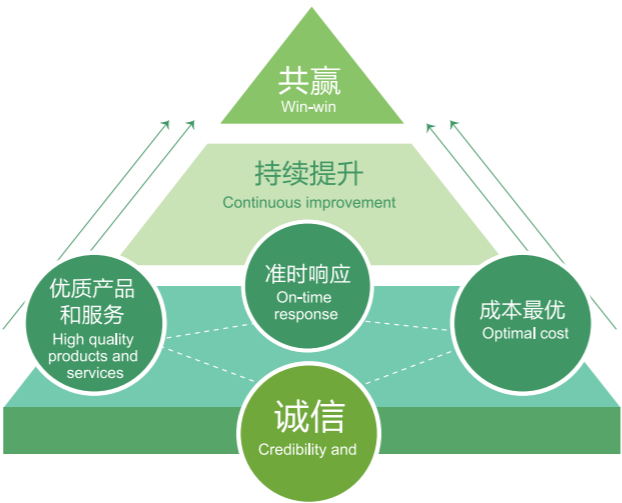 共赢
Win-win
持续提升
Continuous improvement
准时响应
On-time
response
优质产品
和服务
High quality
products and
services
成本最优
Optimal cost
诚信
Credibility and